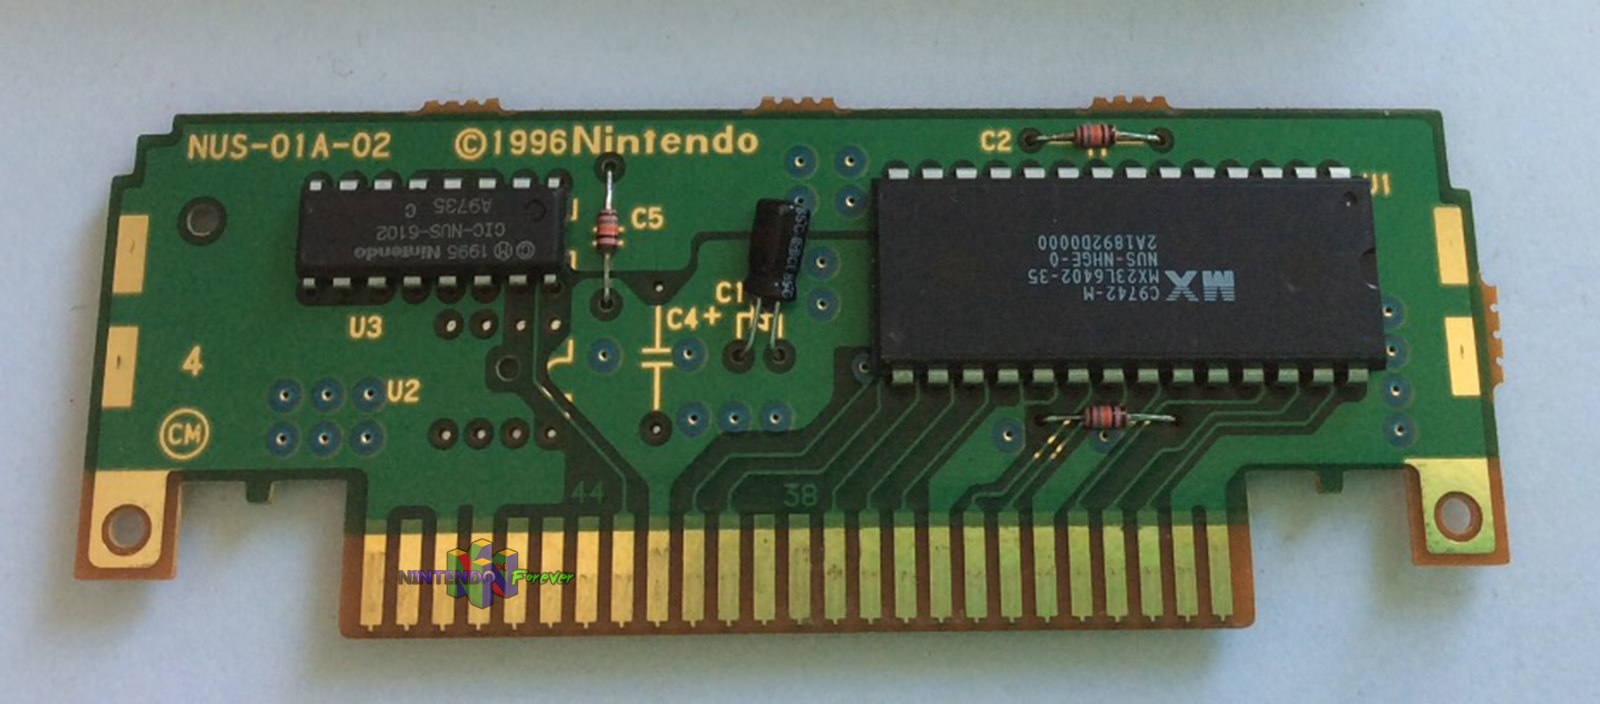 NUS-01A-02 ©1996Nintendo
C2
U1
C5
©Ⓜ 1995 Nintendo
CIC-NUS-6102
A9735 C
MX
C9742-M
MX23L6402-35
NUS-NHGE-0
2A1892D0000
C1
C4+
U3
4
U2
CM
44
38
NINTENDO Forever